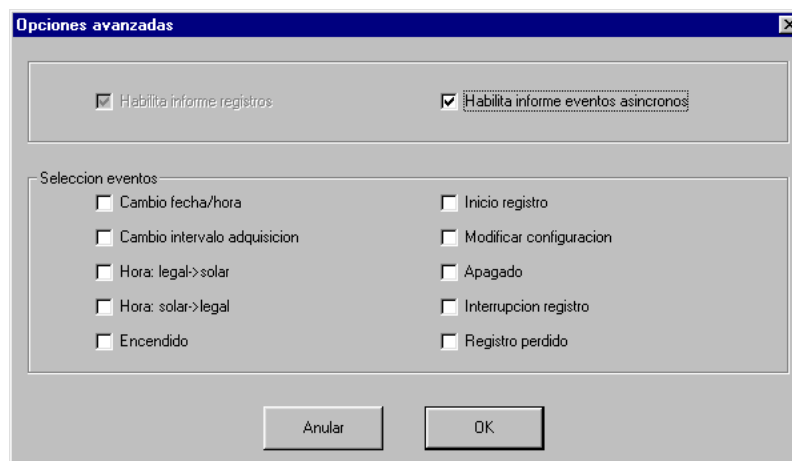 Opciones avanzadas
Habilita informe registros
Habilita informe eventos asincronos
Seleccion eventos
Cambio fecha/hora
Inicio registro
Cambio intervalo adquisicion
Modificar configuracion
Hora: legal->solar
Apagado
Hora: solar->legal
Interrupcion registro
Encendido
Registro perdido
Anular
OK